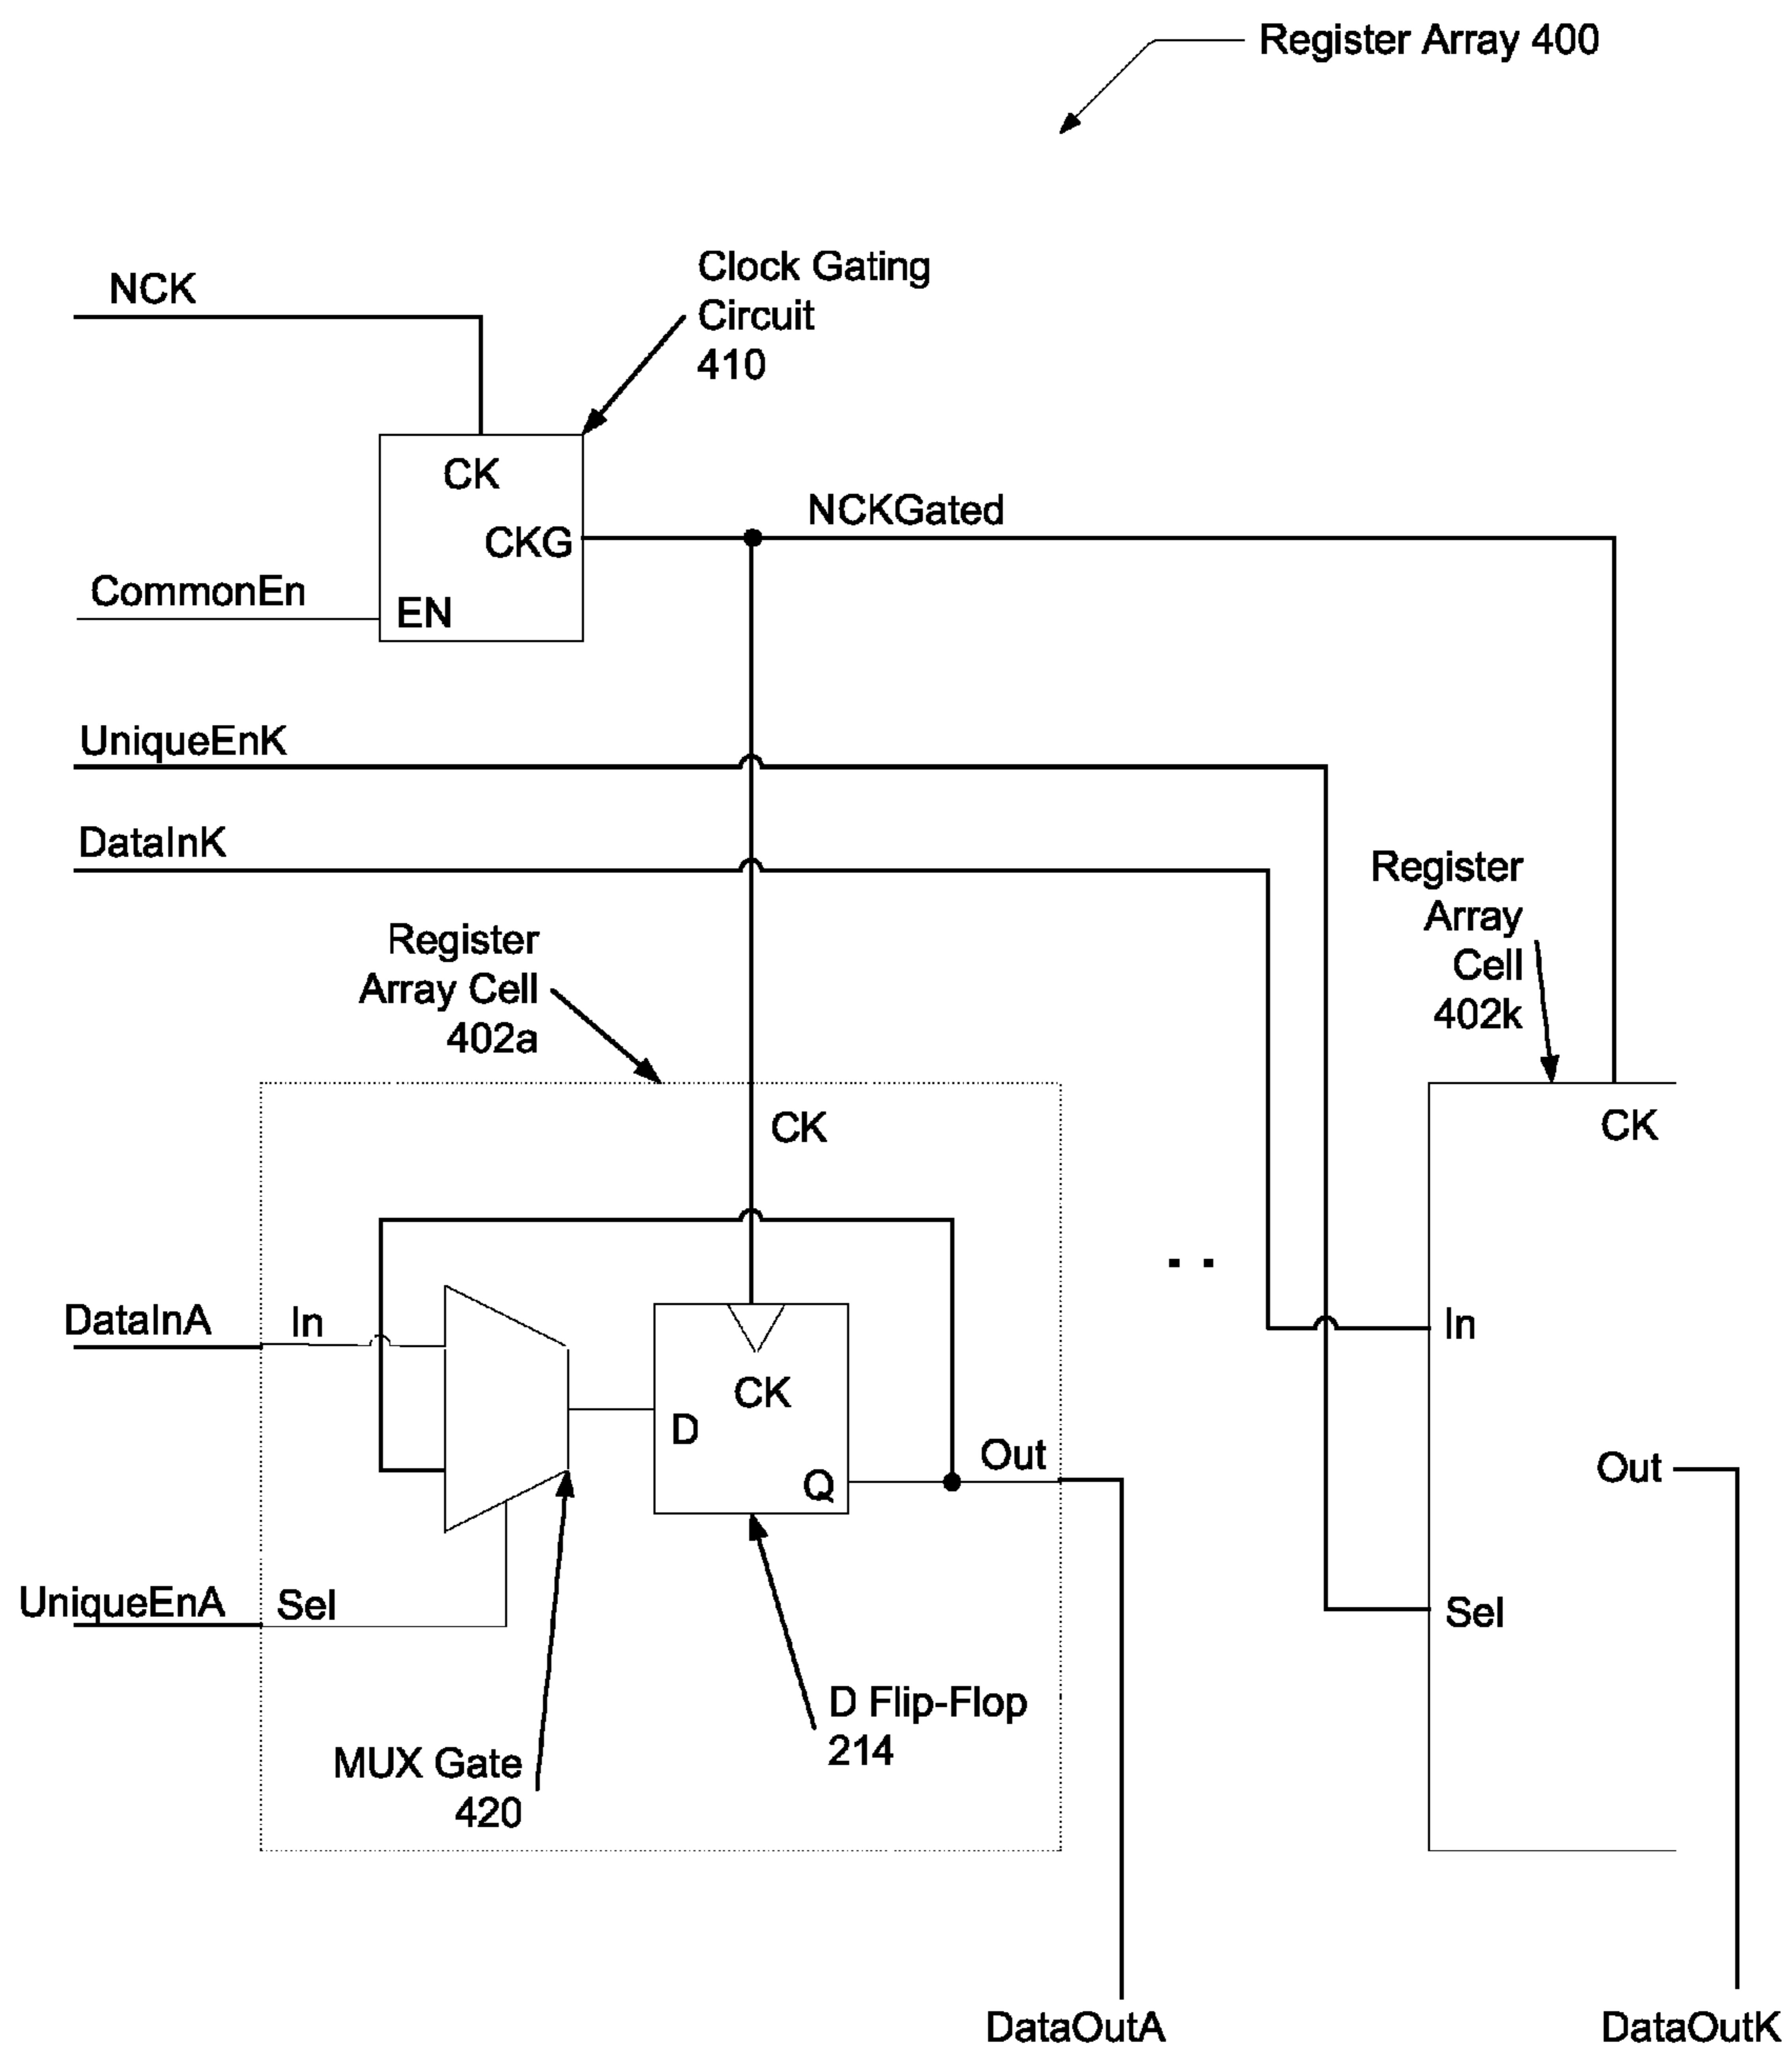 Register Array 400
NCK
Clock Gating
Circuit
410
CK
CKG
NCKGated
CommonEn
EN
UniqueEnK
DataInK
Register
Array
Cell
402k
Register
Array Cell
402a
CK
CK
DataInA
In
In
CK
D
Q
Out
Out
UniqueEnA
Sel
Sel
D Flip-Flop
214
MUX Gate
420
DataOutA
DataOutK